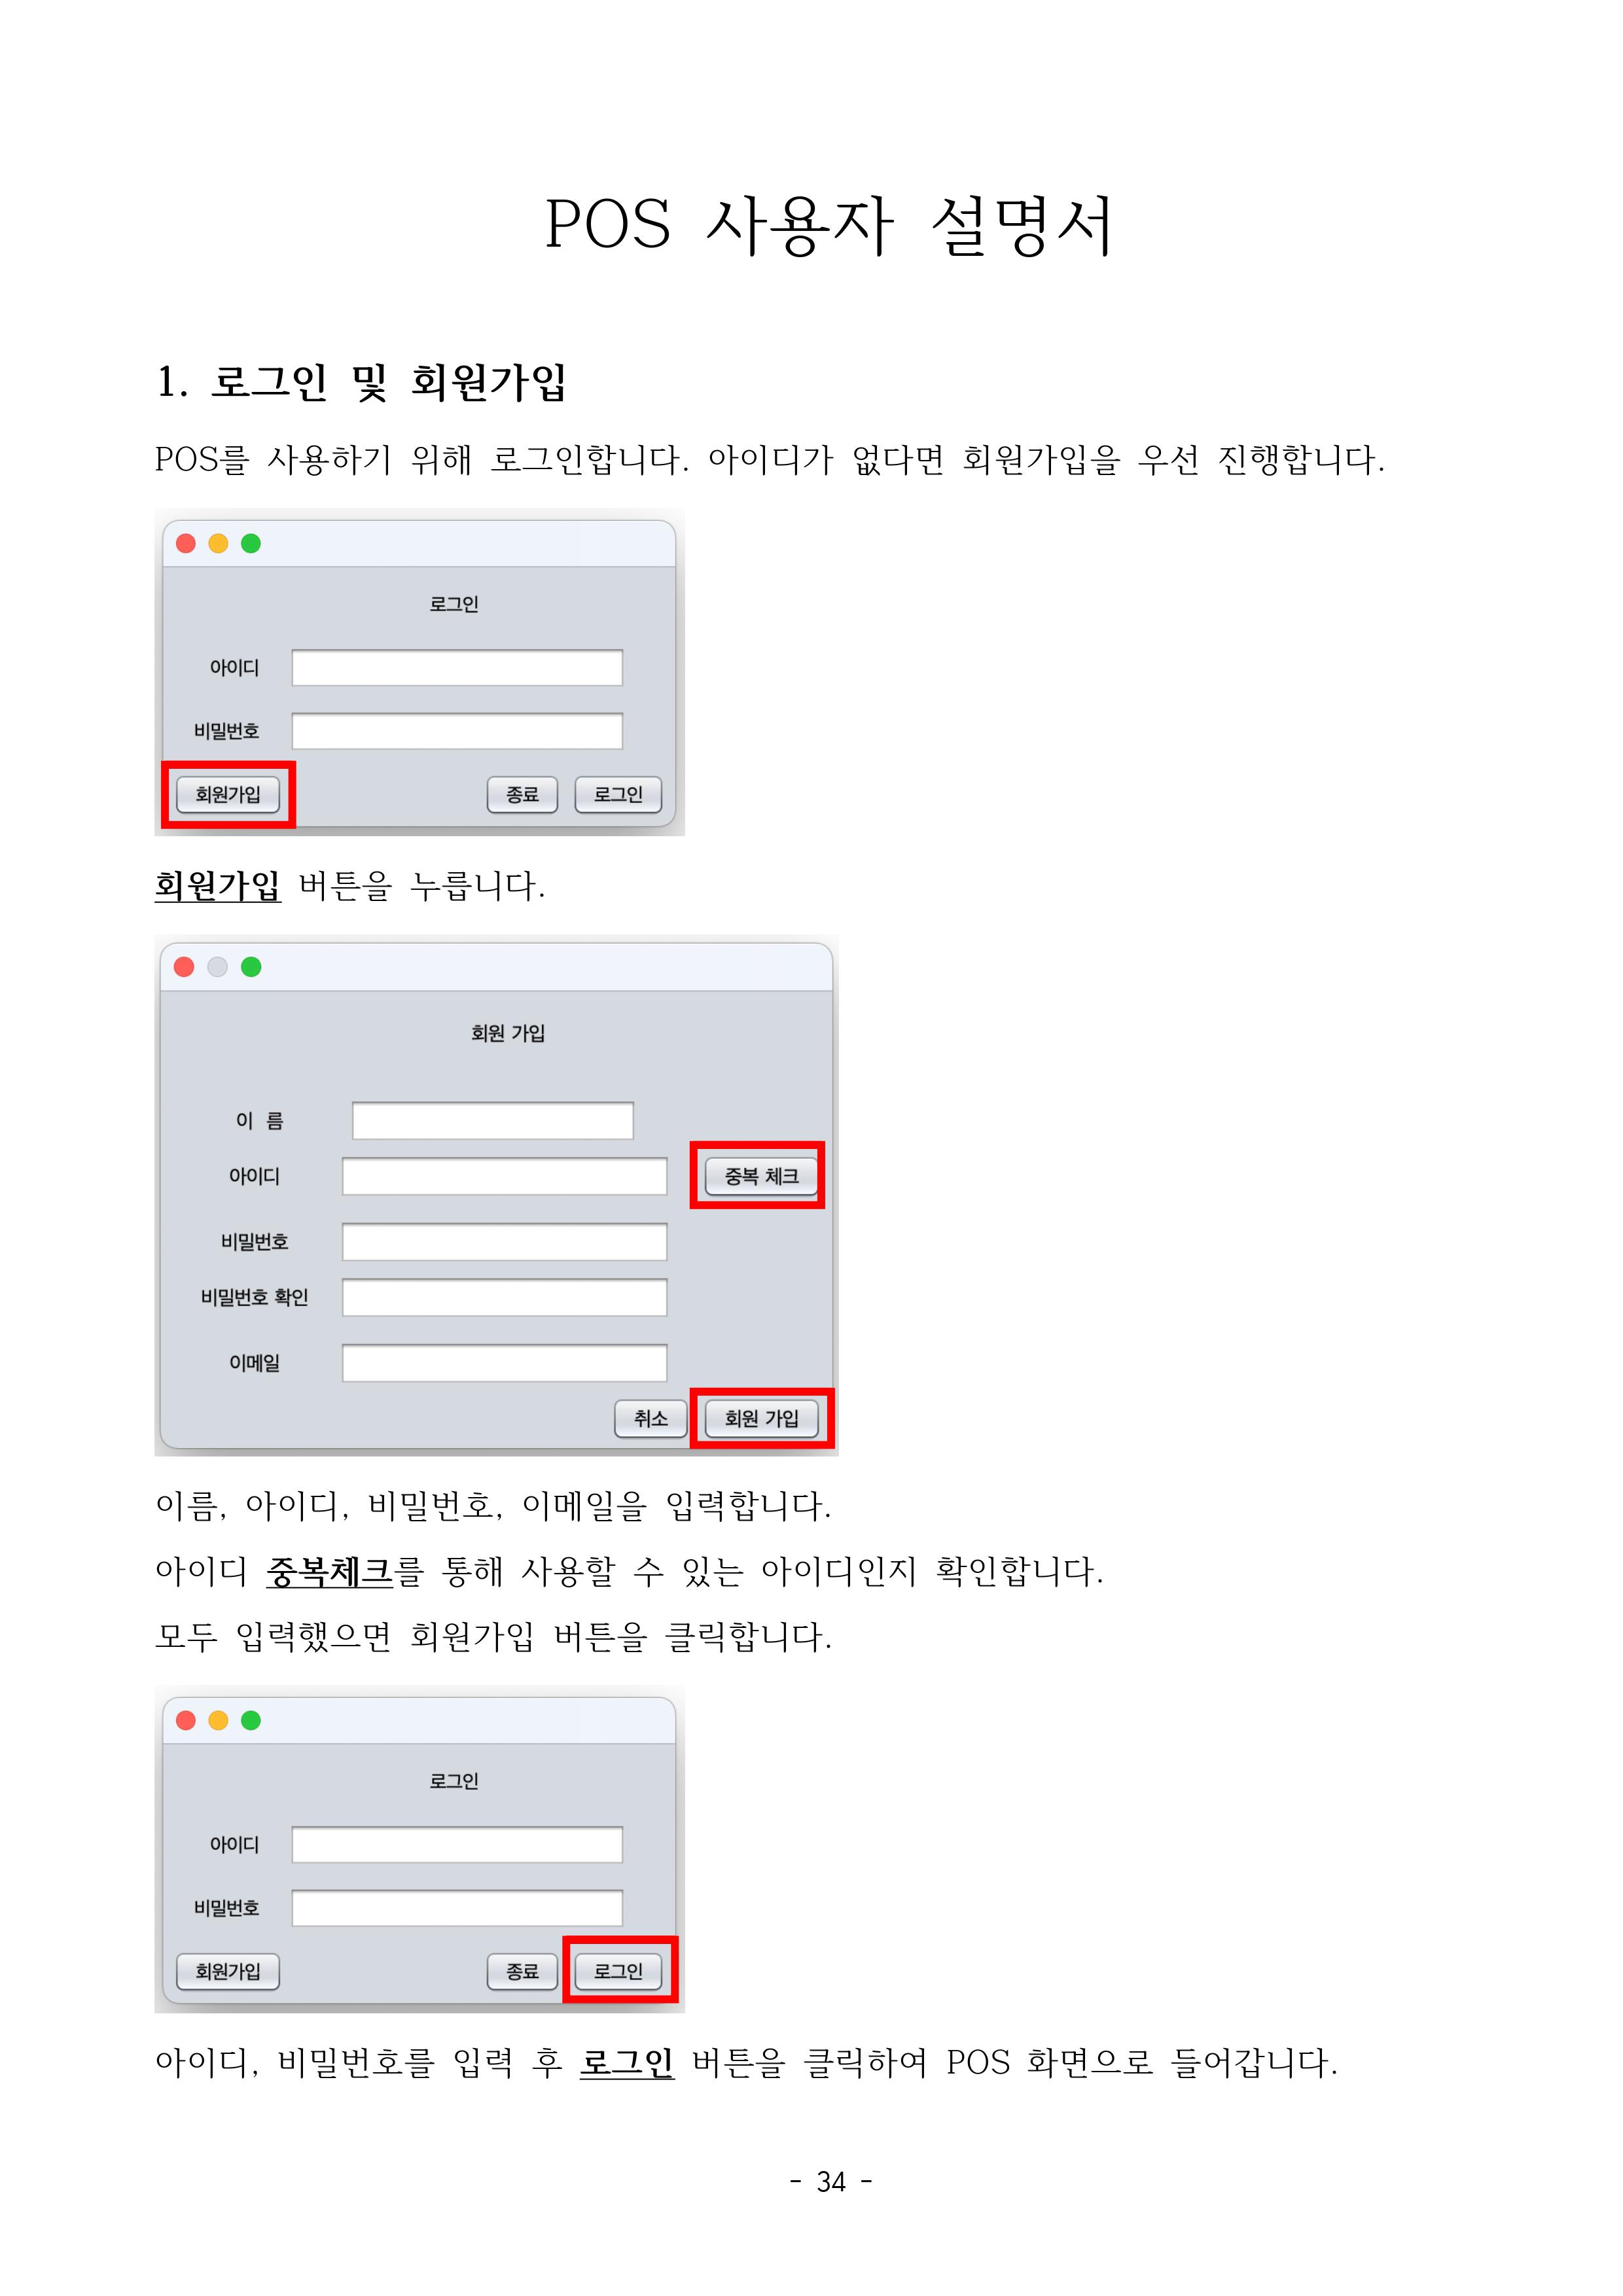 POS 사용자 설명서
1. 로그인 및 회원가입
POS를 사용하기 위해 로그인합니다. 아이디가 없다면 회원가입을 우선 진행합니다.
로그인
아이디
비밀번호
회원가입 종료 로그인
회원가입 버튼을 누릅니다.
회원 가입
이 름
아이디 중복 체크
비밀번호
비밀번호 확인
이메일
취소 회원 가입
이름, 아이디, 비밀번호, 이메일을 입력합니다.
아이디 중복체크를 통해 사용할 수 있는 아이디인지 확인합니다.
모두 입력했으면 회원가입 버튼을 클릭합니다.
로그인
아이디
비밀번호
회원가입 종료 로그인
아이디, 비밀번호를 입력 후 로그인 버튼을 클릭하여 POS 화면으로 들어갑니다.
- 34 -